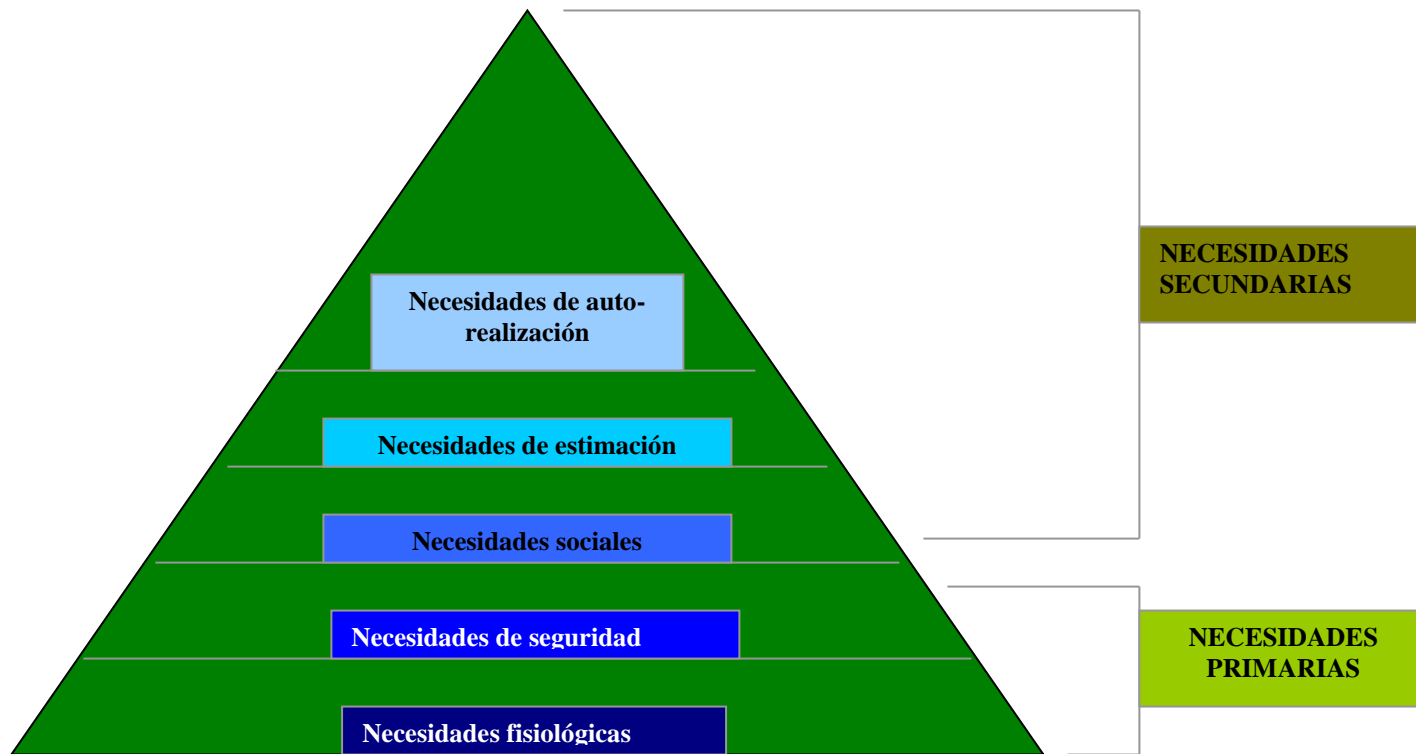 NECESIDADES
SECUNDARIAS
Necesidades de auto-
realización
Necesidades de estimación
Necesidades sociales
Necesidades de seguridad
NECESIDADES
PRIMARIAS
Necesidades fisiológicas